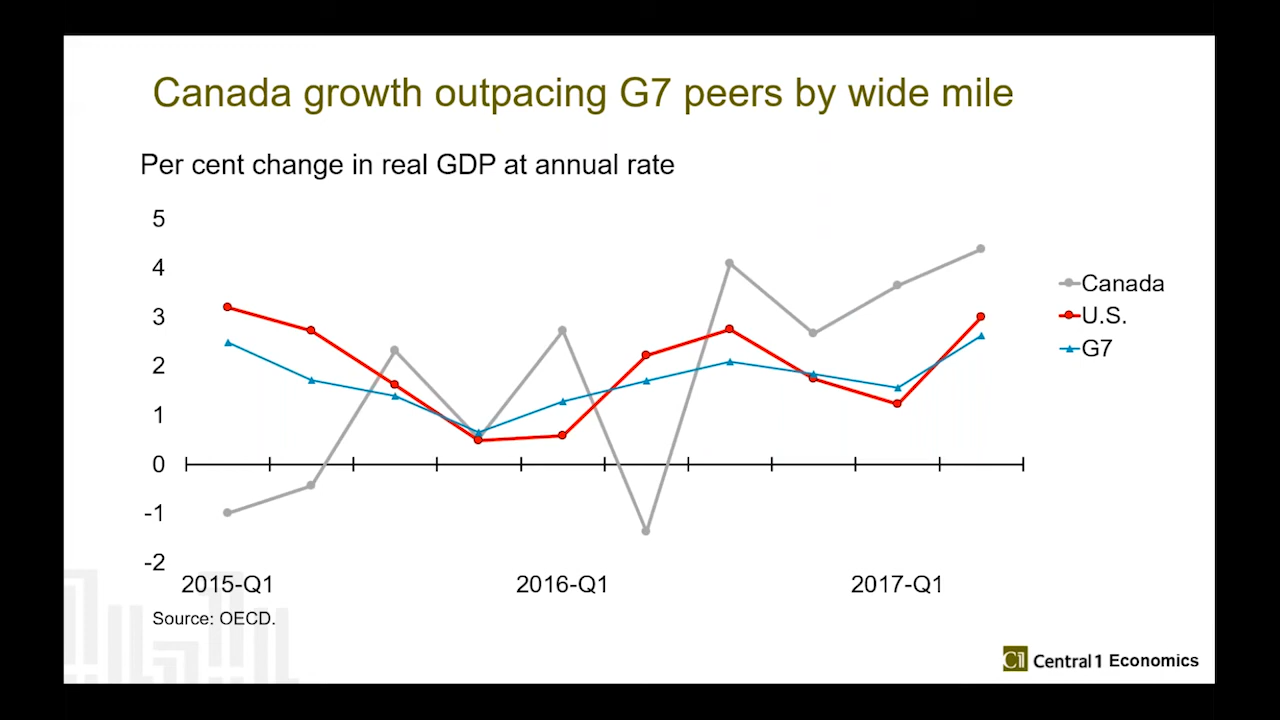 Canada growth outpacing G7 peers by wide mile
Per cent change in real GDP at annual rate
5
4
3
2
1
0
-1
-2
Canada
U.S.
G7
2015-Q1 2016-Q1 2017-Q1
Source: OECD.
C1 Central 1 Economics